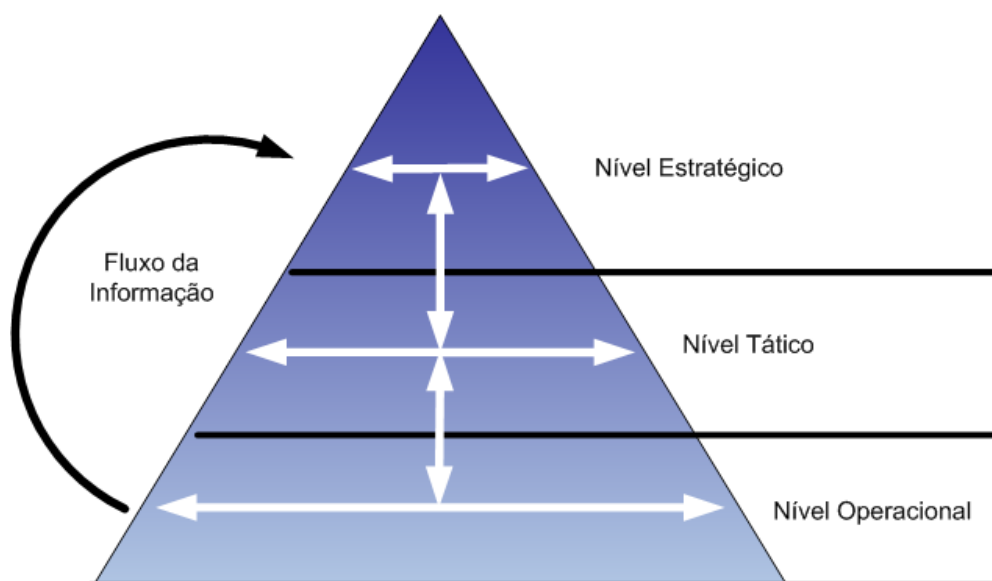 Nível Estratégico
Fluxo da
Informação
Nível Tático
Nível Operacional